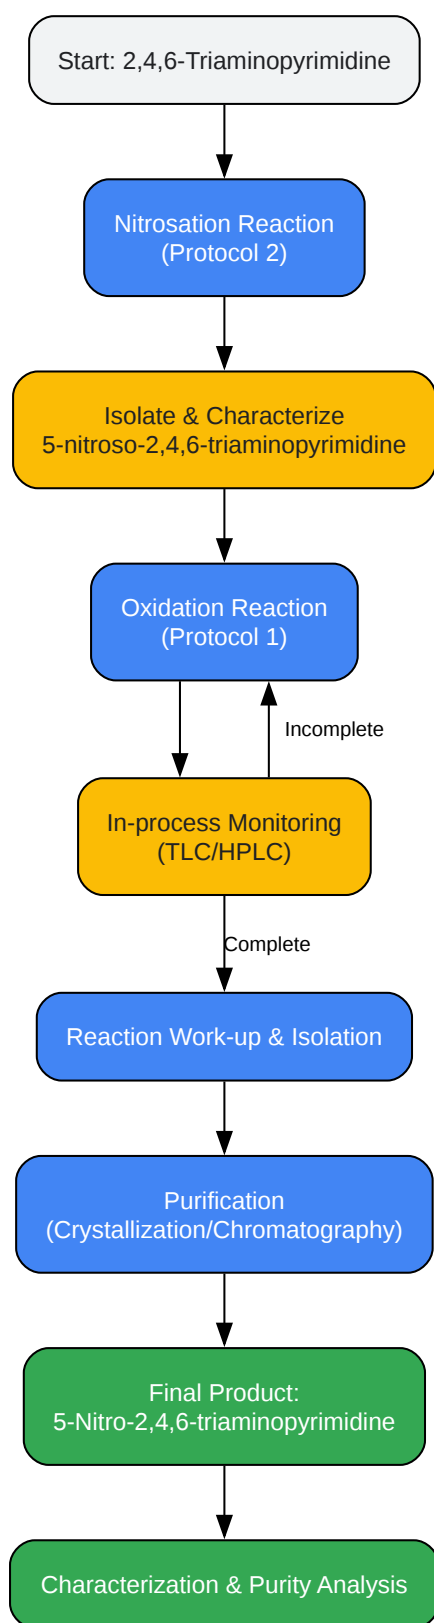 Start: 2,4,6-Triaminopyrimidine
Nitrosation Reaction
(Protocol 2)
Isolate & Characterize
5-nitroso-2,4,6-triaminopyrimidine
Oxidation Reaction
(Protocol 1)
Incomplete
In-process Monitoring
(TLC/HPLC)
Complete
Reaction Work-up & Isolation
Purification
(Crystallization/Chromatography)
Final Product:
5-Nitro-2,4,6-triaminopyrimidine
Characterization & Purity Analysis